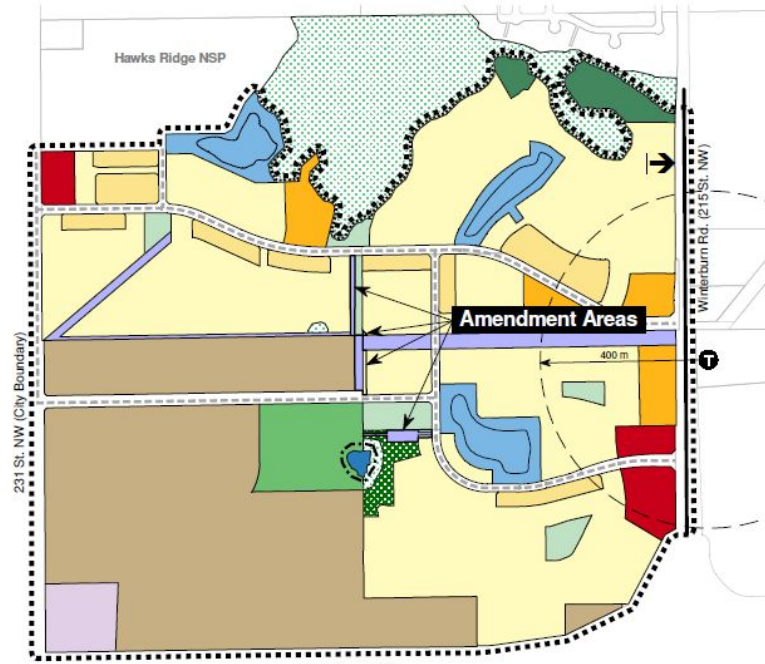 Hawks Ridge NSP
Winterburn Rd. (215 St. NW)
Amendment Areas
400 m
T
231 St. NW (City Boundary)